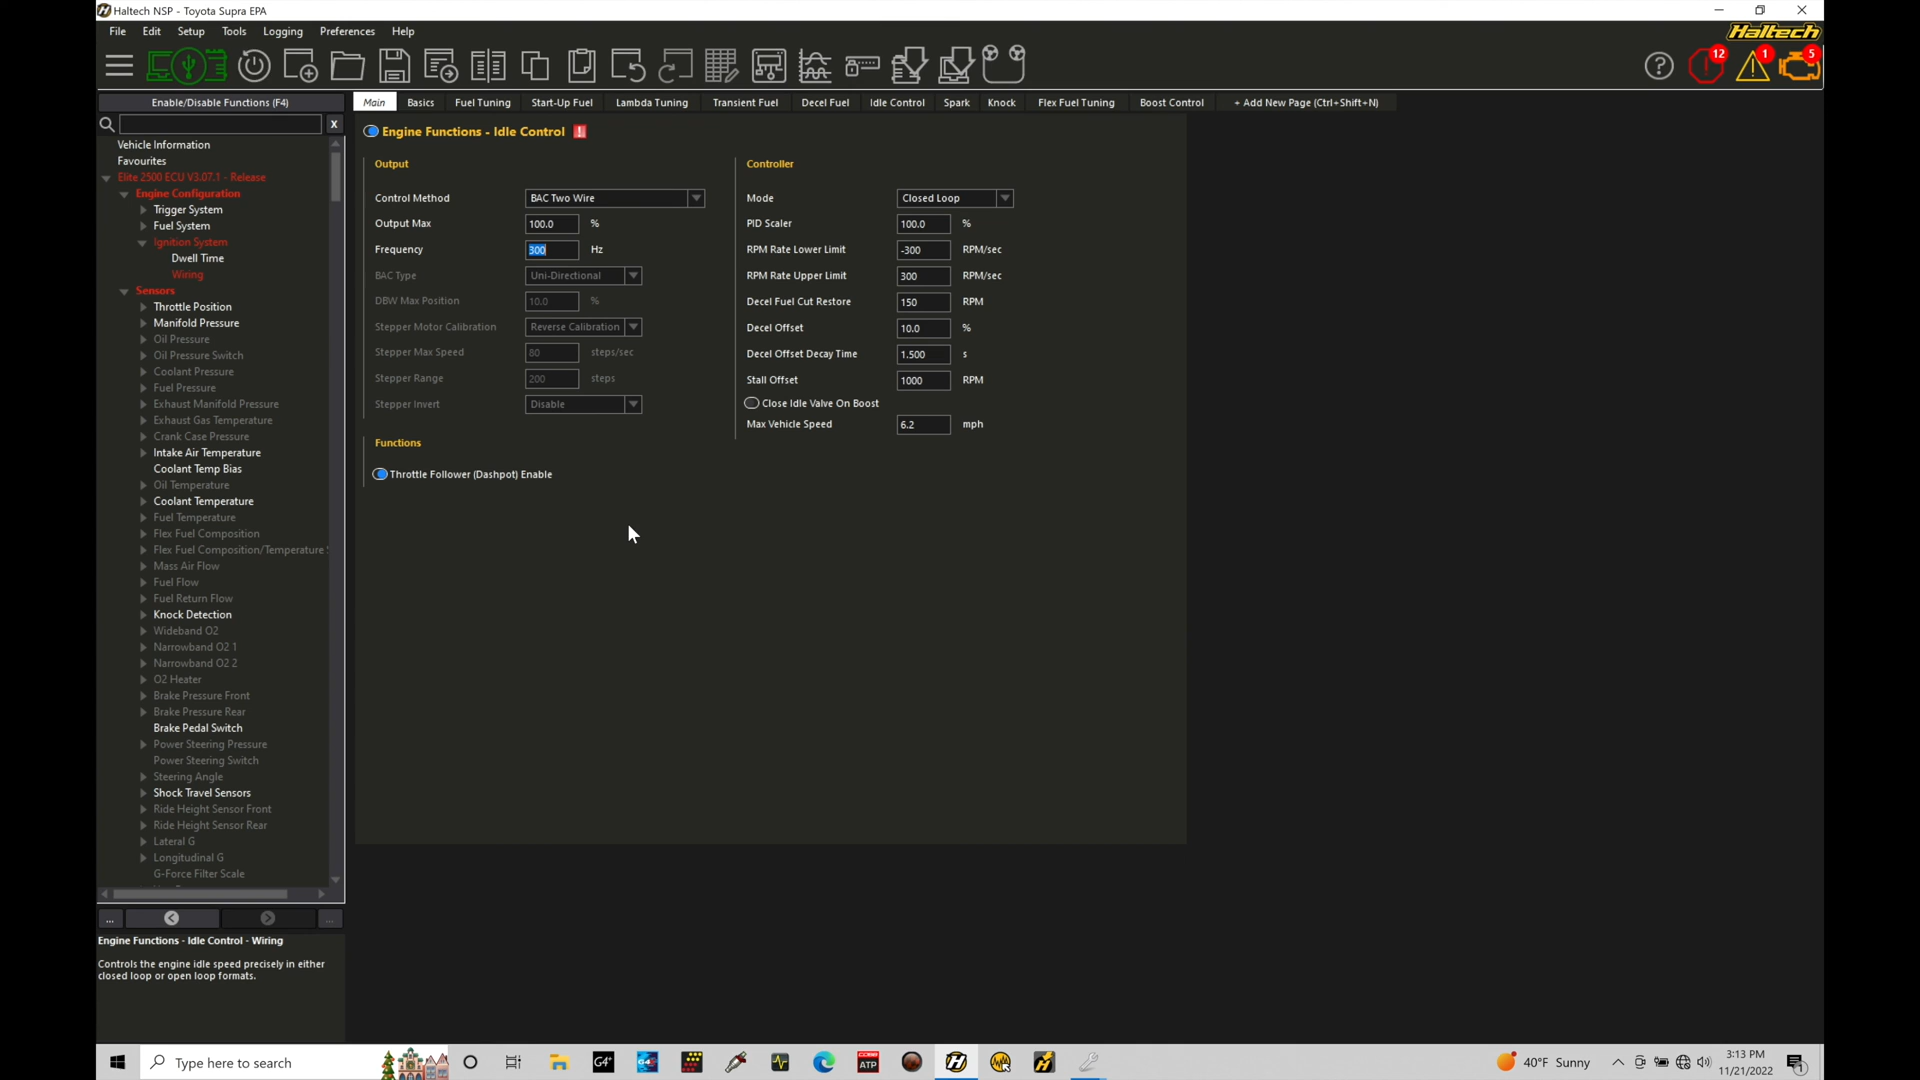 Haltech NSP - Toyota Supra EPA
File Edit Setup Tools Logging Preferences Help
Haltech
12 1 5
Enable/Disable Functions (F4)
Main Basics Fuel Tuning Start-Up Fuel Lambda Tuning Transient Fuel Decel Fuel Idle Control Spark Knock Flex Fuel Tuning Boost Control + Add New Page (Ctrl+Shift+N)
x
Vehicle Information
Favourites
Elite 2500 ECU V3.07.1 - Release
Engine Configuration
Trigger System
Fuel System
Ignition System
Dwell Time
Wiring
Sensors
Throttle Position
Manifold Pressure
Oil Pressure
Oil Pressure Switch
Coolant Pressure
Fuel Pressure
Exhaust Manifold Pressure
Exhaust Gas Temperature
Crank Case Pressure
Intake Air Temperature
Coolant Temp Bias
Oil Temperature
Coolant Temperature
Fuel Temperature
Flex Fuel Composition
Flex Fuel Composition/Temperature
Mass Air Flow
Fuel Flow
Fuel Return Flow
Knock Detection
Wideband O2
Narrowband O2 1
Narrowband O2 2
O2 Heater
Brake Pressure Front
Brake Pressure Rear
Brake Pedal Switch
Power Steering Pressure
Power Steering Switch
Steering Angle
Shock Travel Sensors
Ride Height Sensor Front
Ride Height Sensor Rear
Lateral G
Longitudinal G
G-Force Filter Scale
... ...
Engine Functions - Idle Control - Wiring
Controls the engine idle speed precisely in either
closed loop or open loop formats.
Engine Functions - Idle Control !
Output
Control Method BAC Two Wire
Output Max 100.0 %
Frequency 300 Hz
BAC Type Uni-Directional
DBW Max Position 10.0 %
Stepper Motor Calibration Reverse Calibration
Stepper Max Speed 80 steps/sec
Stepper Range 200 steps
Stepper Invert Disable
Functions
Throttle Follower (Dashpot) Enable
Controller
Mode Closed Loop
PID Scaler 100.0 %
RPM Rate Lower Limit -300 RPM/sec
RPM Rate Upper Limit 300 RPM/sec
Decel Fuel Cut Restore 150 RPM
Decel Offset 10.0 %
Decel Offset Decay Time 1.500 s
Stall Offset 1000 RPM
Close Idle Valve On Boost
Max Vehicle Speed 6.2 mph
Type here to search
G4+
ATP
40°F Sunny
3:13 PM
11/21/2022
1